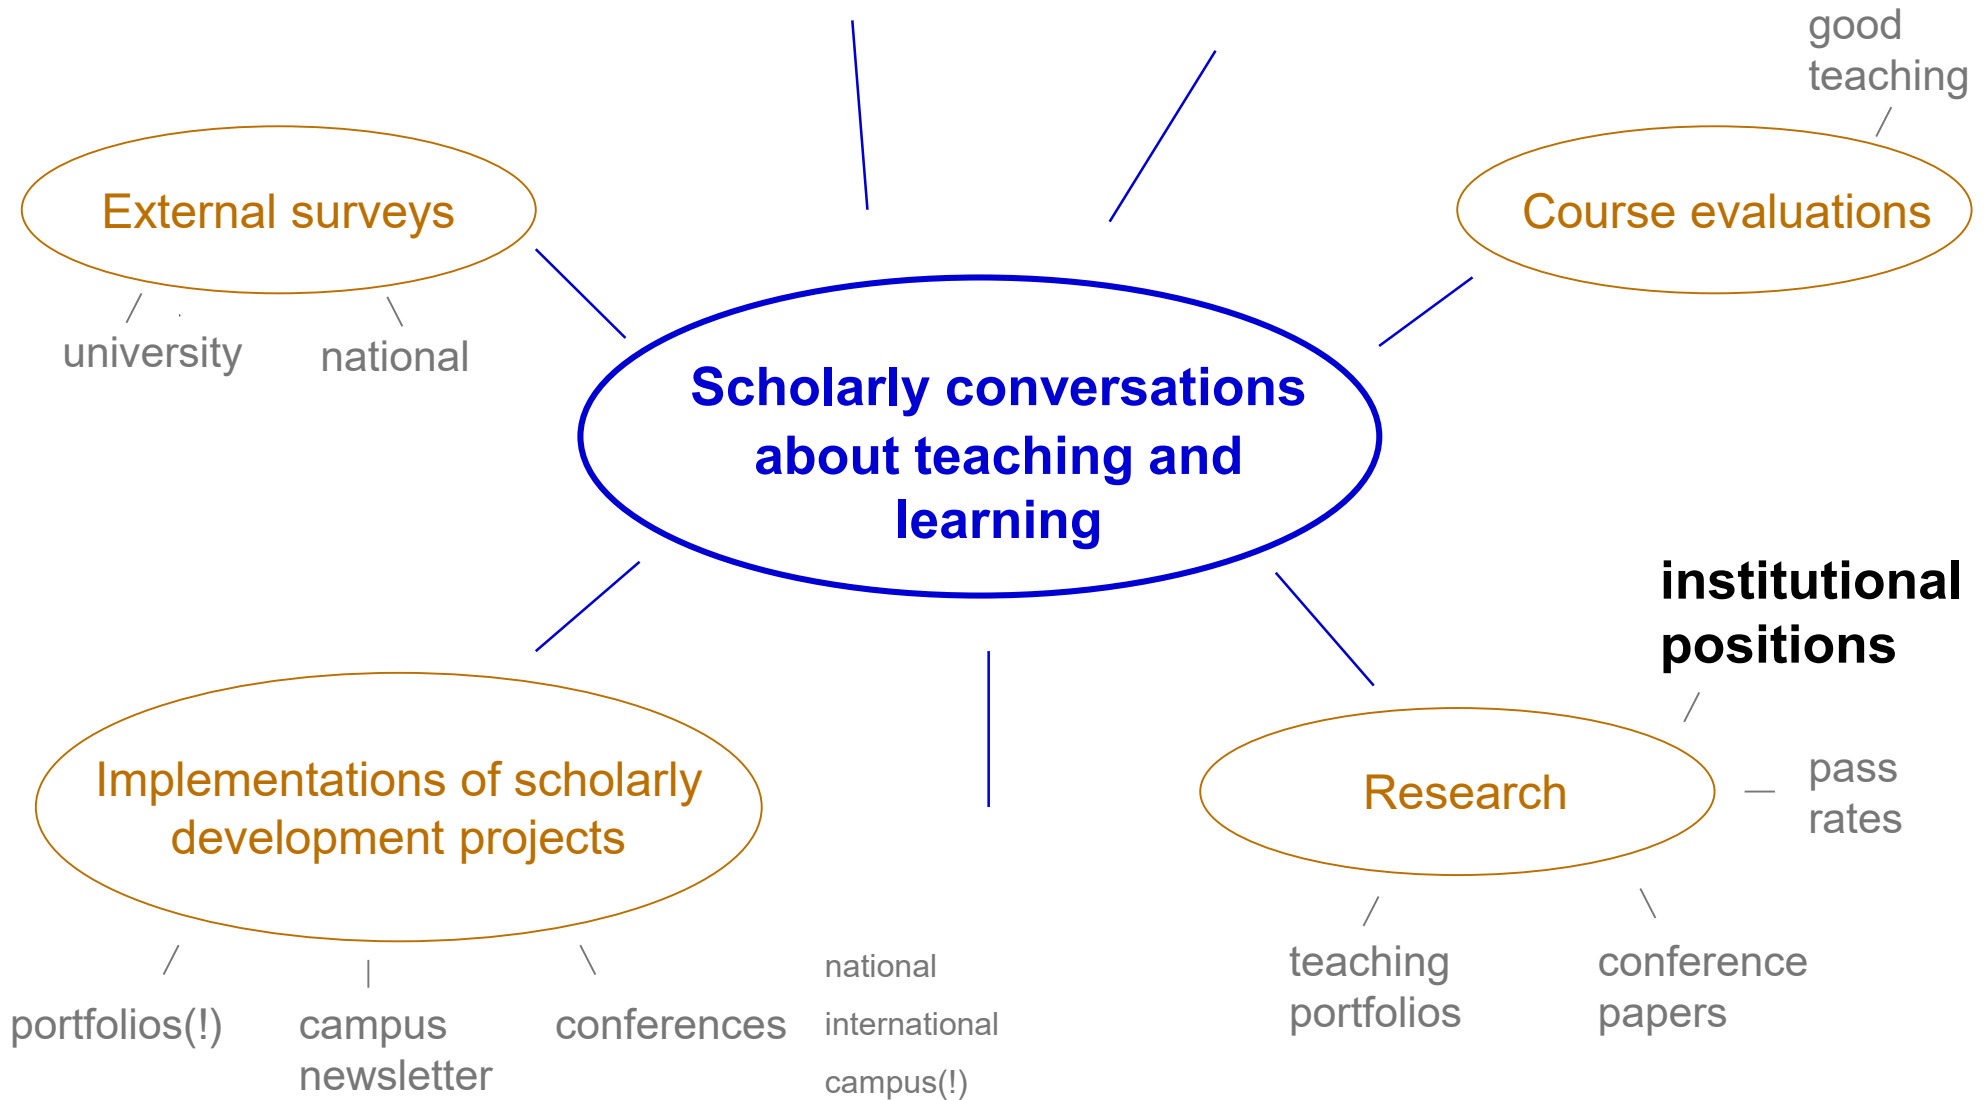 good
teaching
External surveys
Course evaluations
university
national
Scholarly conversations
about teaching and
learning
institutional
positions
Implementations of scholarly
development projects
Research
pass
rates
portfolios(!)
campus
newsletter
conferences
national
international
campus(!)
teaching
portfolios
conference
papers